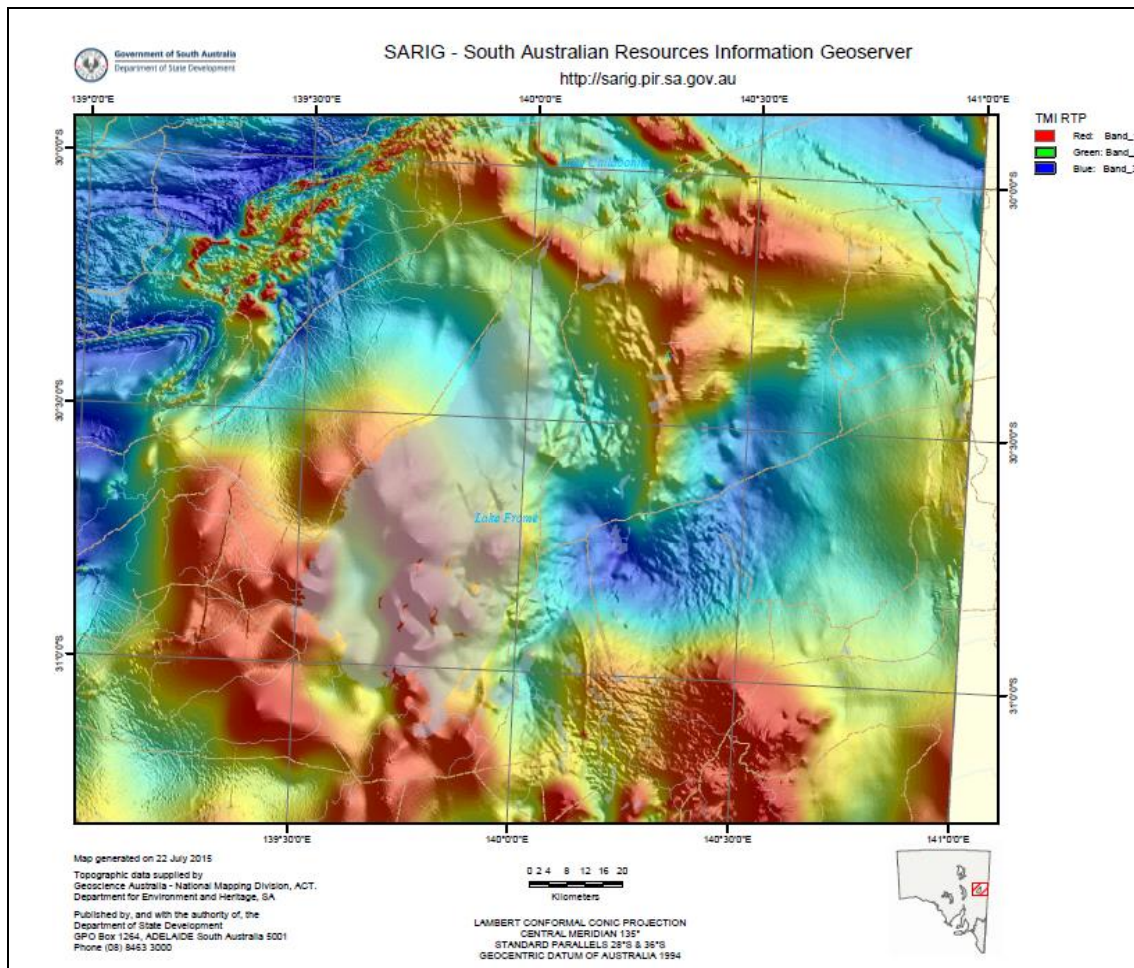 Government of South Australia
Department of State Development
SARIG - South Australian Resources Information Geoserver
http://sarig.pir.sa.gov.au
139°0'0"E
139°30'0"E
140°0'0"E
140°30'0"E
141°0'0"E
TMI RTP
Red: Band_
Green: Band_
Blue: Band_
30°0'0"S
30°0'0"S
30°30'0"S
30°30'0"S
Lake Frome
31°0'0"S
31°0'0"S
139°30'0"E
140°0'0"E
140°30'0"E
141°0'0"E
Map generated on 22 July 2015
Topographic data supplied by
Geoscience Australia - National Mapping Division, ACT.
Department for Environment and Heritage, SA
Published by, and with the authority of, the
Department of State Development
GPO Box 1264, ADELAIDE South Australia 5001
Phone (08) 8463 3000
0 2 4 8 12 16 20
Kilometers
LAMBERT CONFORMAL CONIC PROJECTION
CENTRAL MERIDIAN 135°
STANDARD PARALLELS 28°S & 36°S
GEOCENTRIC DATUM OF AUSTRALIA 1994